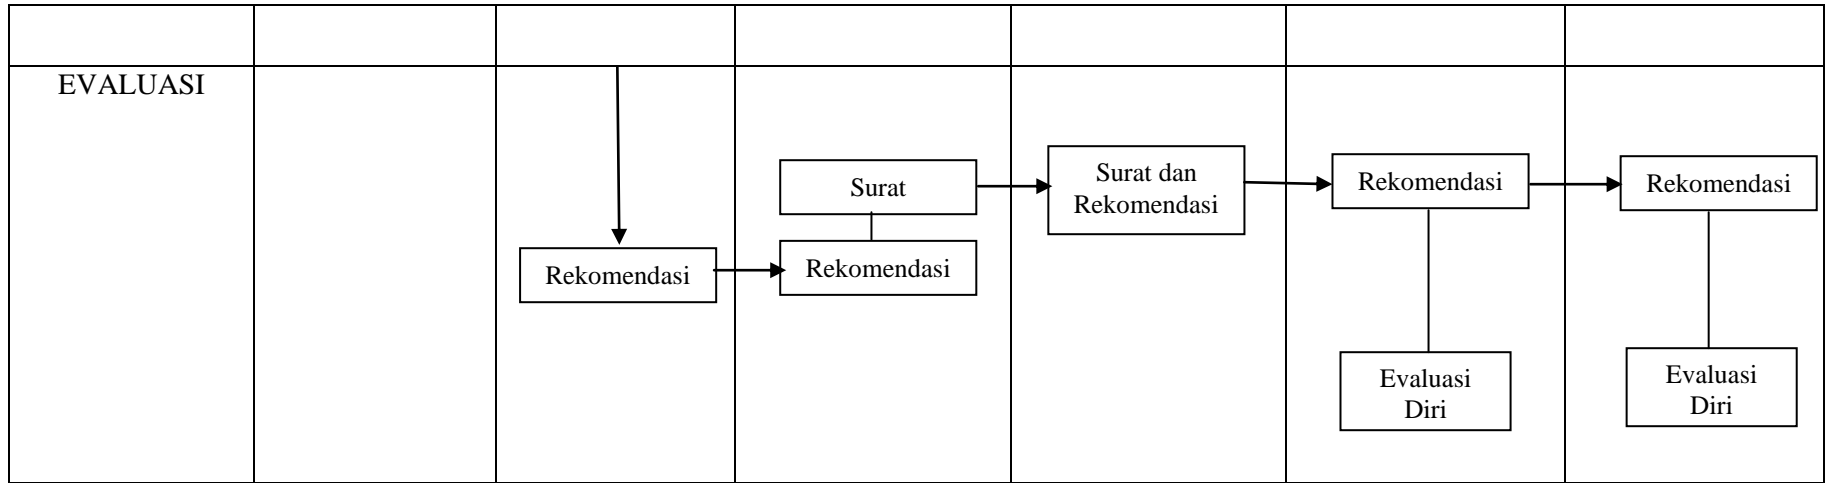 EVALUASI
Rekomendasi
Surat
Rekomendasi
Surat dan
Rekomendasi
Rekomendasi
Evaluasi
Diri
Rekomendasi
Evaluasi
Diri